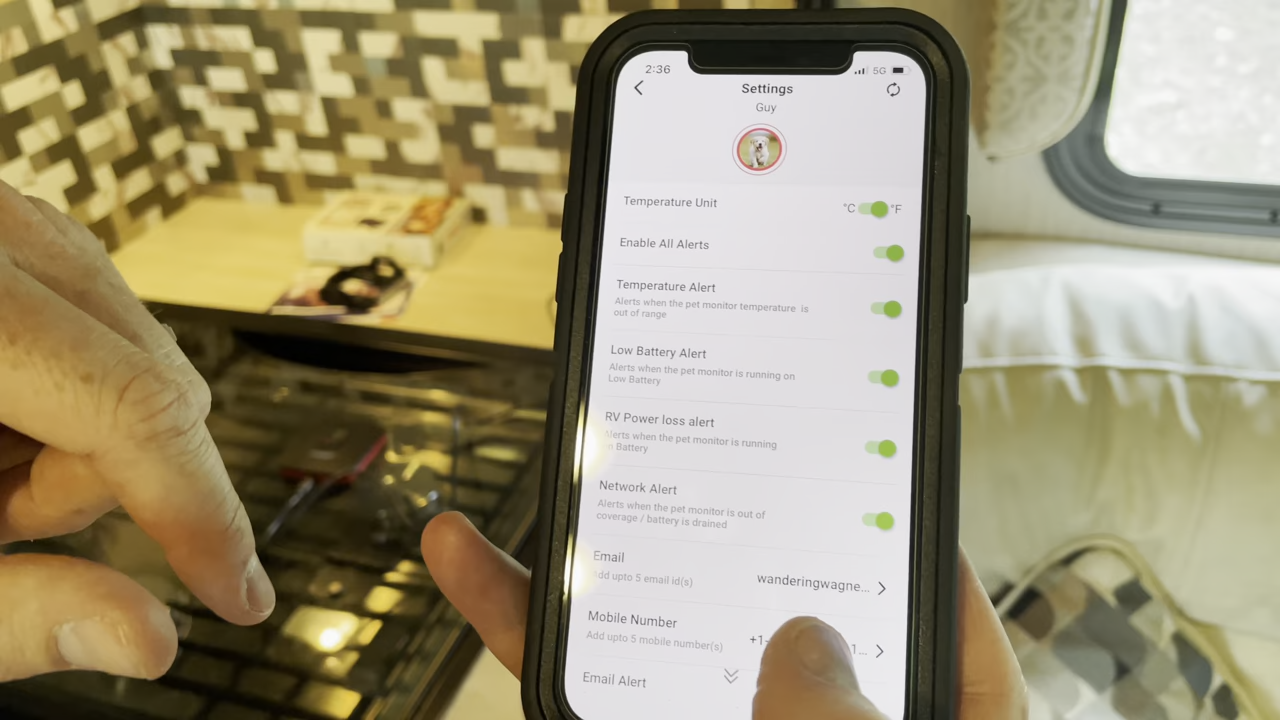 2:36
5G
Settings
Guy
Temperature Unit
°C
°F
Enable All Alerts
Temperature Alert
Alerts when the pet monitor temperature is
out of range
Low Battery Alert
Alerts when the pet monitor is running on
Low Battery
RV Power loss alert
Alerts when the pet monitor is running
on Battery
Network Alert
Alerts when the pet monitor is out of
coverage / battery is drained
Email
Add upto 5 email id(s)
wanderingwagne...
Mobile Number
Add upto 5 mobile number(s)
+1-
1...
Email Alert